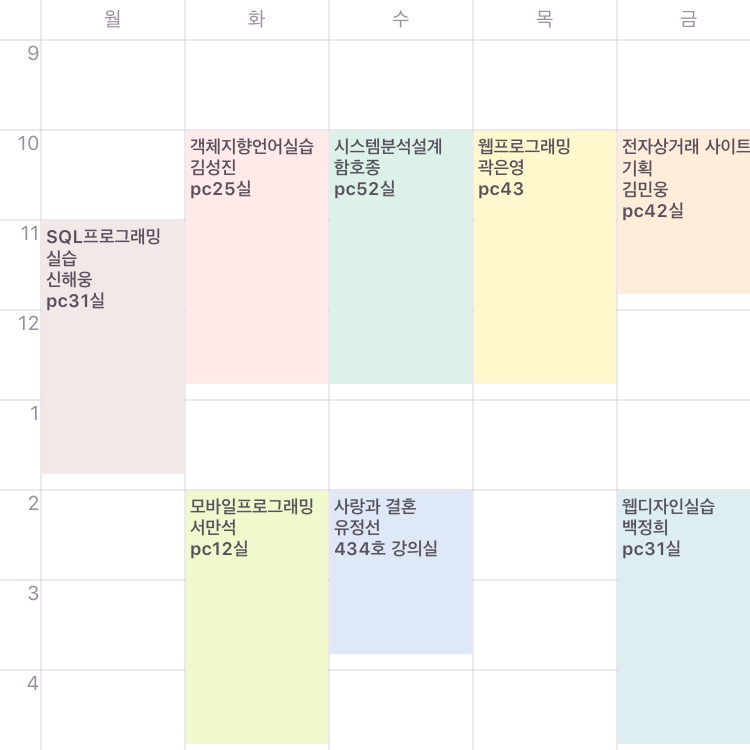 월 화 수 목 금
9
10
객체지향언어실습
김성진
pc25실
시스템분석설계
함호종
pc52실
웹프로그래밍
곽은영
pc43
전자상거래 사이트
기획
김민웅
pc42실
11
SQL프로그래밍
실습
신해웅
pc31실
12
1
2
모바일프로그래밍
서만석
pc12실
사랑과 결혼
유정선
434호 강의실
웹디자인실습
백정희
pc31실
3
4